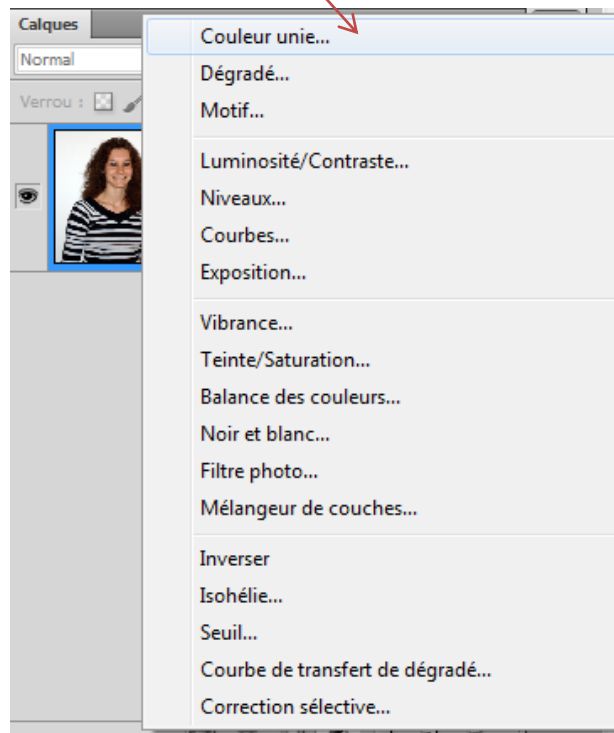 Calques
Normal
Verrou :
Couleur unie...
Dégradé...
Motif...
Luminosité/Contraste...
Niveaux...
Courbes...
Exposition...
Vibrance...
Teinte/Saturation...
Balance des couleurs...
Noir et blanc...
Filtre photo...
Mélangeur de couches...
Inverser
Isohélie...
Seuil...
Courbe de transfert de dégradé...
Correction sélective...